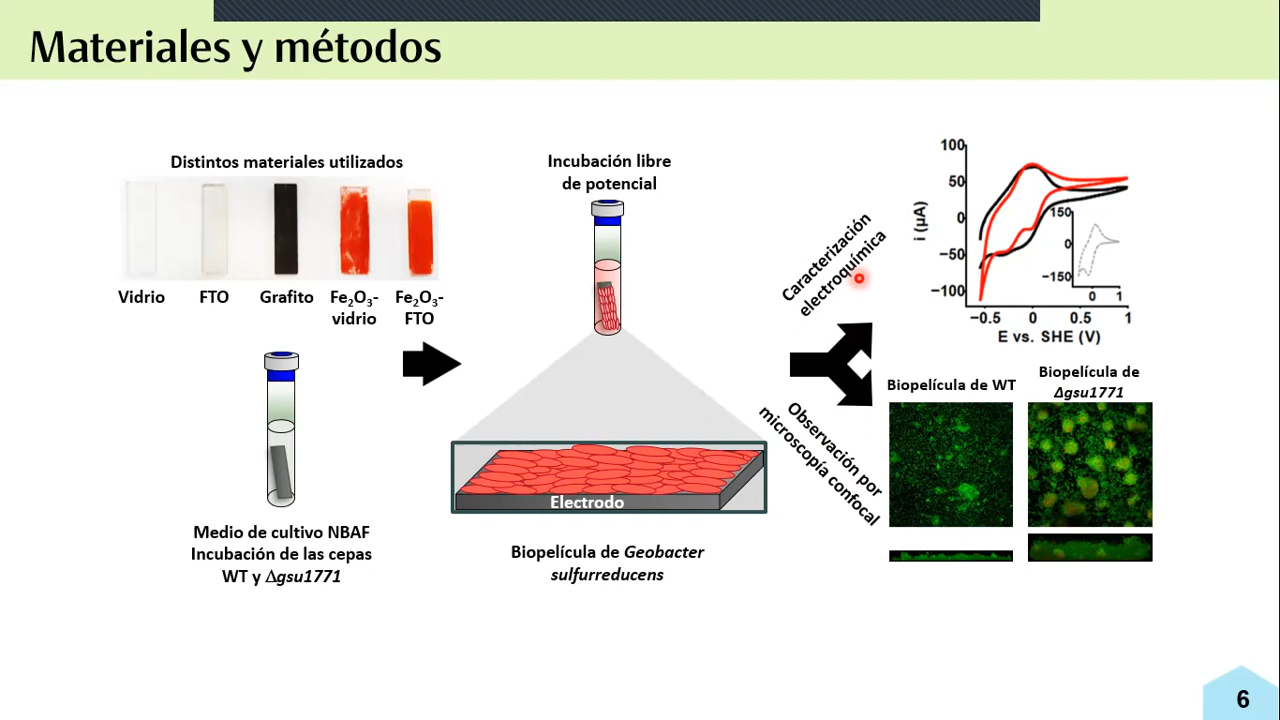 Materiales y métodos
Distintos materiales utilizados
Vidrio
FTO
Grafito
Fe₂O₃-
vidrio
Fe₂O₃-
FTO
Medio de cultivo NBAF
Incubación de las cepas
WT y Δgsu1771
Incubación libre
de potencial
Electrodo
Biopelícula de Geobacter
sulfurreducens
Caracterización
electroquímica
Observación por
microscopía confocal
100
50
0
−50
−100
i (µA)
150
0
−150
0
1
−0.5
0
0.5
1
E vs. SHE (V)
Biopelícula de WT
Biopelícula de
Δgsu1771
6